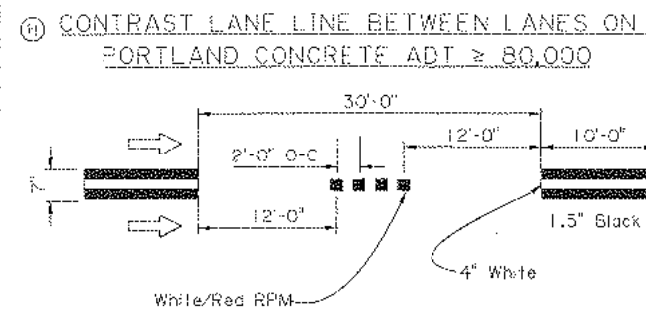 CONTRAST LANE LINE BETWEEN LANES ON
PORTLAND CONCRETE ADT ≥ 80,000
30'-0"
12'-0"
10'-0"
2'-0" O-C
7"
12'-0"
1.5" Black
4" White
White/Red RPM